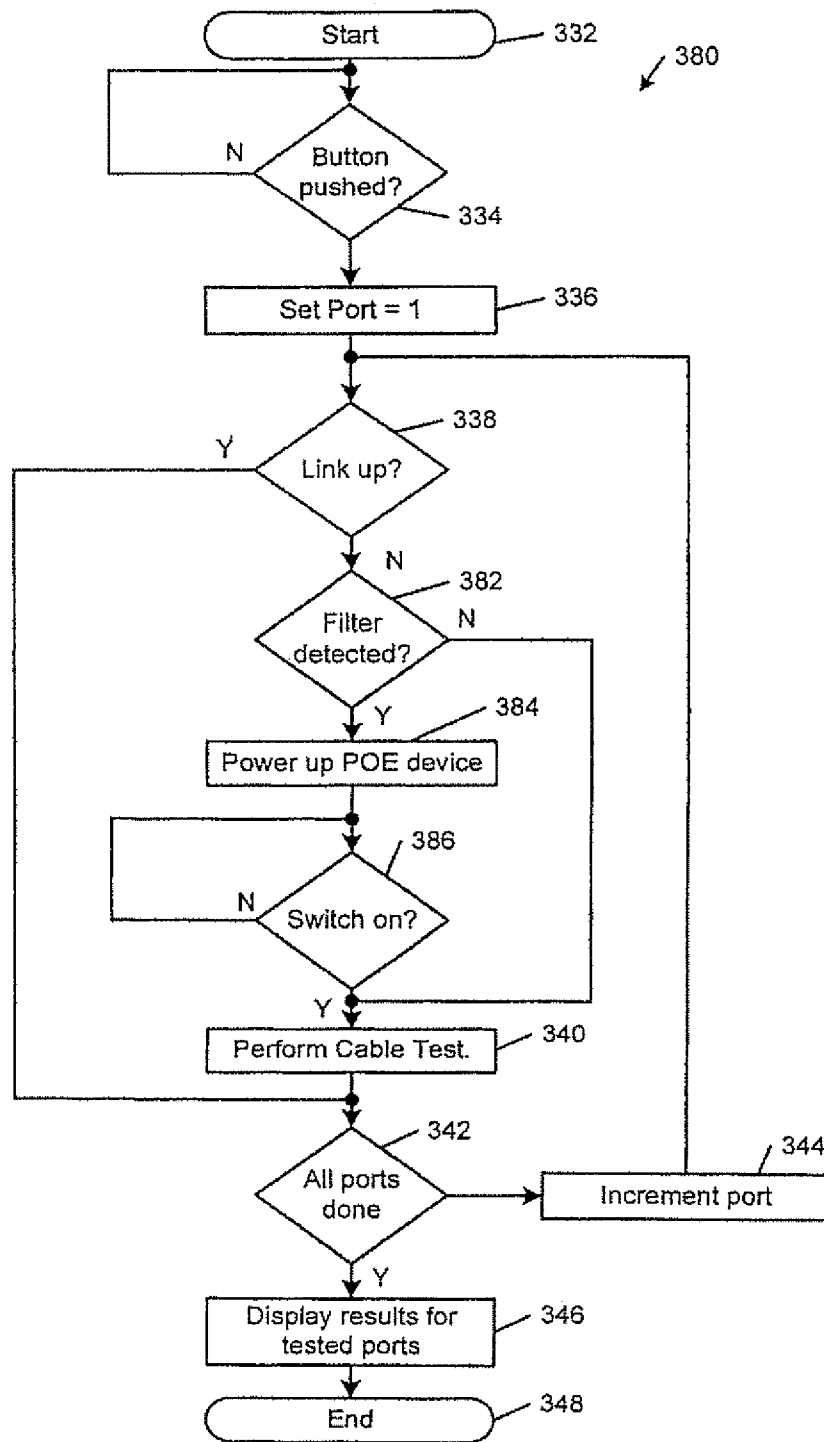 Start
332
380
N
Button
pushed?
334
Set Port = 1
336
338
Y
Link up?
N
382
N
Filter
detected?
Y
384
Power up POE device
386
N
Switch on?
Y
340
Perform Cable Test.
342
344
All ports
done
Increment port
Y
Display results for
tested ports
346
End
348